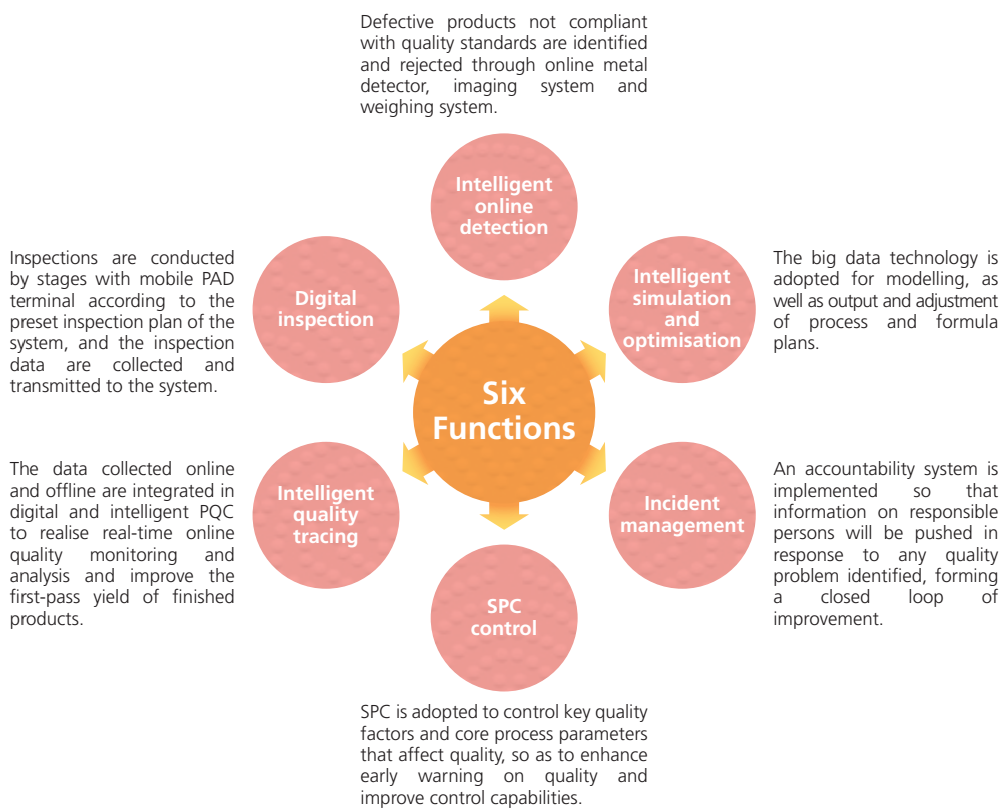 Defective products not compliant
with quality standards are identified
and rejected through online metal
detector, imaging system and
weighing system.
Intelligent
online
detection
Inspections are conducted
by stages with mobile PAD
terminal according to the
preset inspection plan of the
system, and the inspection
data are collected and
transmitted to the system.
Digital
inspection
Intelligent
simulation
and
optimisation
The big data technology is
adopted for modelling, as
well as output and adjustment
of process and formula
plans.
Six
Functions
The data collected online
and offline are integrated in
digital and intelligent PQC
to realise real-time online
quality monitoring and
analysis and improve the
first-pass yield of finished
products.
Intelligent
quality
tracing
Incident
management
An accountability system is
implemented so that
information on responsible
persons will be pushed in
response to any quality
problem identified, forming
a closed loop of
improvement.
SPC
control
SPC is adopted to control key quality
factors and core process parameters
that affect quality, so as to enhance
early warning on quality and
improve control capabilities.